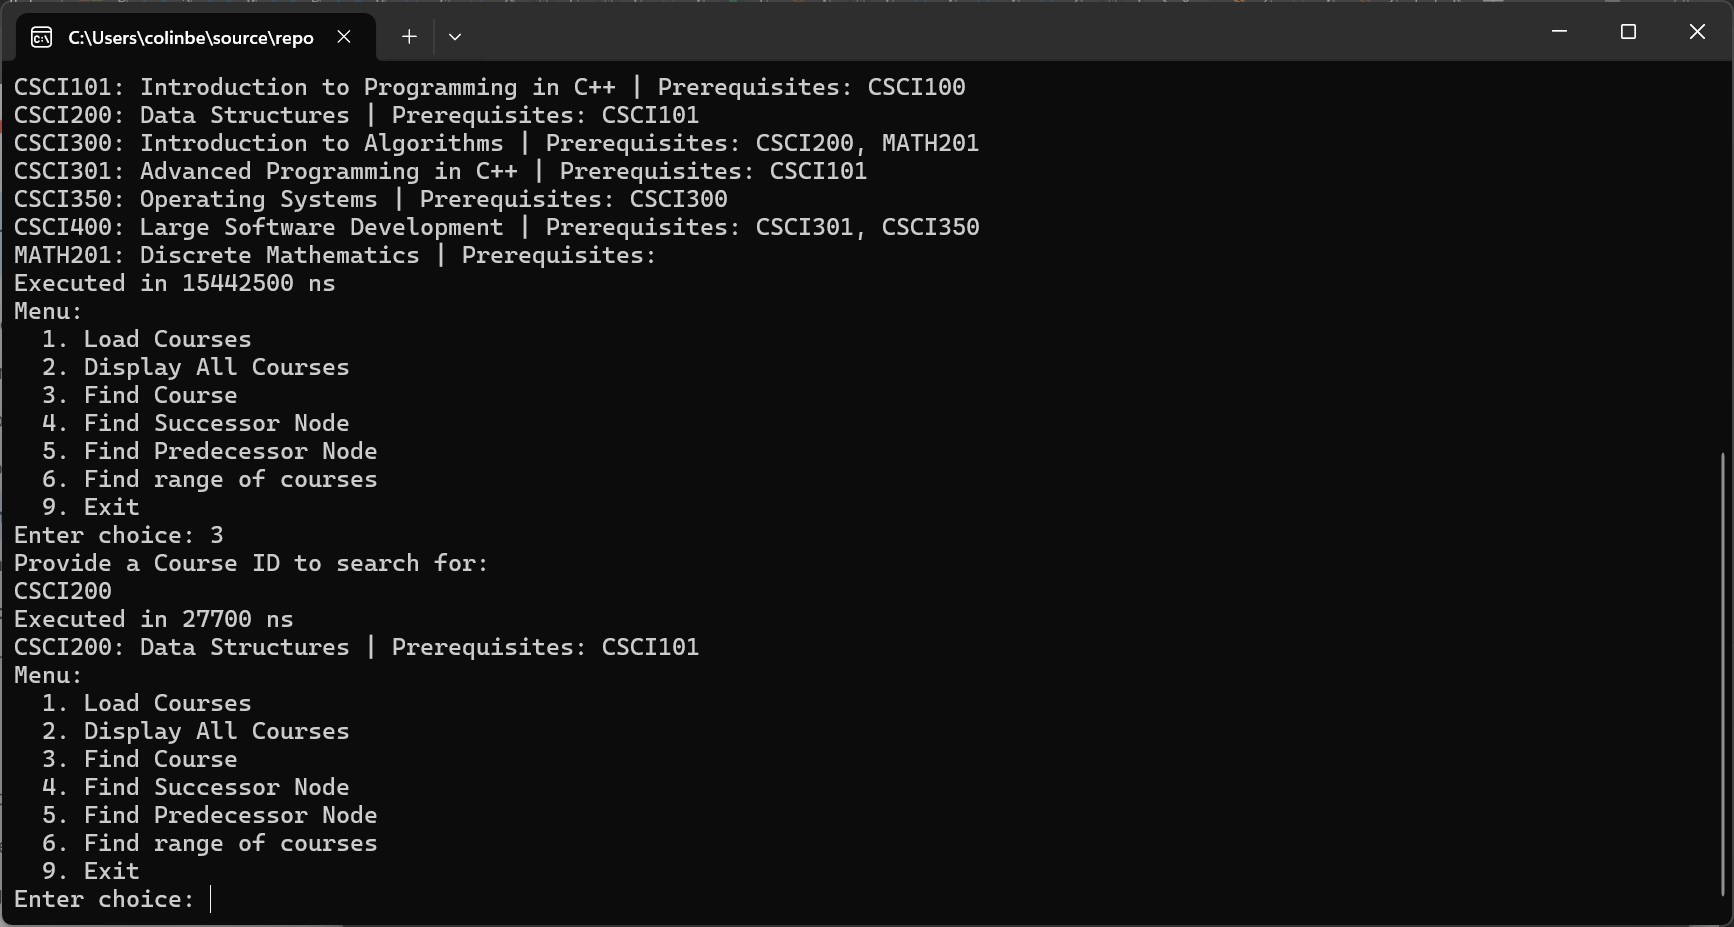 C:\Users\colinbe\source\repo
CSCI101: Introduction to Programming in C++ | Prerequisites: CSCI100
CSCI200: Data Structures | Prerequisites: CSCI101
CSCI300: Introduction to Algorithms | Prerequisites: CSCI200, MATH201
CSCI301: Advanced Programming in C++ | Prerequisites: CSCI101
CSCI350: Operating Systems | Prerequisites: CSCI300
CSCI400: Large Software Development | Prerequisites: CSCI301, CSCI350
MATH201: Discrete Mathematics | Prerequisites:
Executed in 15442500 ns
Menu:
  1. Load Courses
  2. Display All Courses
  3. Find Course
  4. Find Successor Node
  5. Find Predecessor Node
  6. Find range of courses
  9. Exit
Enter choice: 3
Provide a Course ID to search for:
CSCI200
Executed in 27700 ns
CSCI200: Data Structures | Prerequisites: CSCI101
Menu:
  1. Load Courses
  2. Display All Courses
  3. Find Course
  4. Find Successor Node
  5. Find Predecessor Node
  6. Find range of courses
  9. Exit
Enter choice: